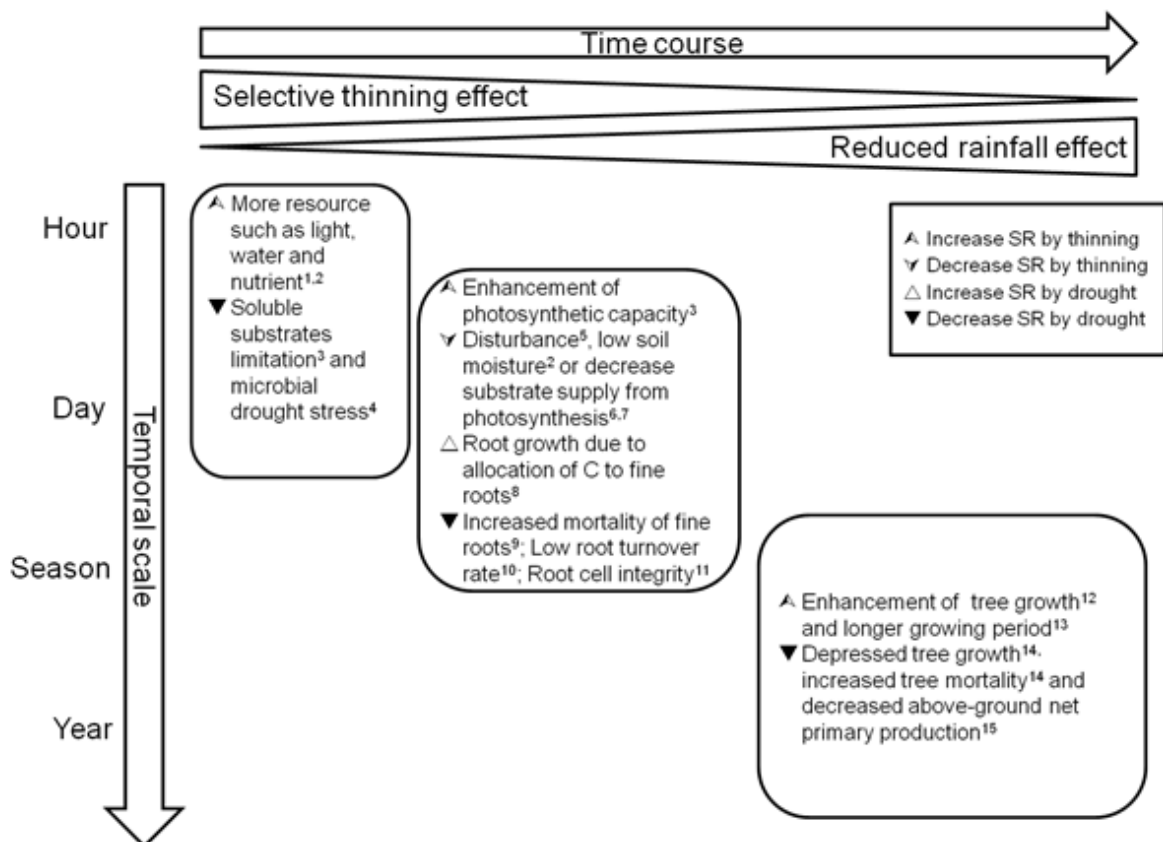 Time course
Selective thinning effect
Reduced rainfall effect
Hour
Day
Season
Year
Temporal scale
⮝ More resource
such as light,
water and
nutrient¹,²
▼ Soluble
substrates
limitation³ and
microbial
drought stress⁴
⮝ Enhancement of
photosynthetic capacity³
⮟ Disturbance⁵, low soil
moisture² or decrease
substrate supply from
photosynthesis⁶,⁷
△ Root growth due to
allocation of C to fine
roots⁸
▼ Increased mortality of fine
roots⁹; Low root turnover
rate¹⁰; Root cell integrity¹¹
⮝ Enhancement of tree growth¹²
and longer growing period¹³
▼ Depressed tree growth¹⁴,
increased tree mortality¹⁴ and
decreased above-ground net
primary production¹⁵
⮝ Increase SR by thinning
⮟ Decrease SR by thinning
△ Increase SR by drought
▼ Decrease SR by drought